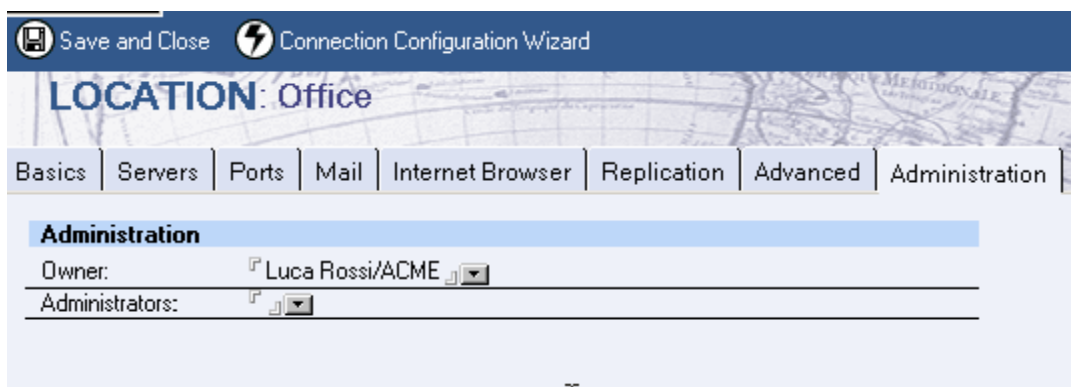 Save and Close Connection Configuration Wizard
LOCATION: Office
Basics Servers Ports Mail Internet Browser Replication Advanced Administration
Administration
Owner: Luca Rossi/ACME
Administrators: